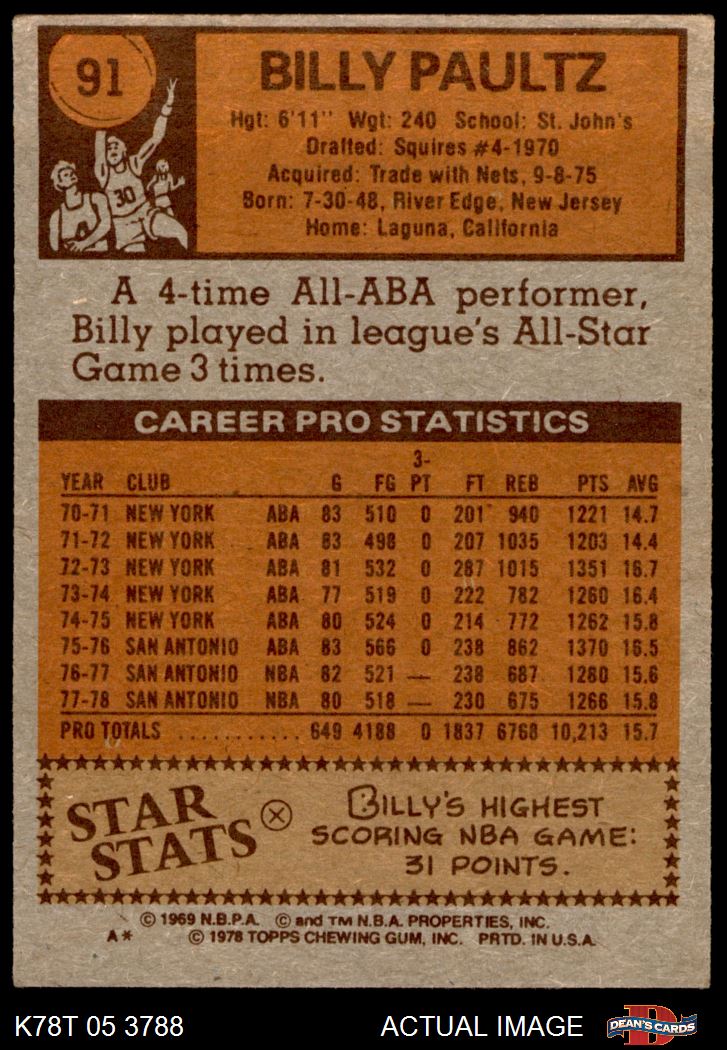 91
BILLY PAULTZ
Hgt: 6'11" Wgt: 240 School: St. John's
Drafted: Squires #4-1970
Acquired: Trade with Nets, 9-8-75
Born: 7-30-48, River Edge, New Jersey
Home: Laguna, California
30
A 4-time All-ABA performer,
Billy played in league's All-Star
Game 3 times.
CAREER PRO STATISTICS
YEAR CLUB G FG 3-PT FT REB PTS AVG
70-71 NEW YORK ABA 83 510 0 201 940 1221 14.7
71-72 NEW YORK ABA 83 498 0 207 1035 1203 14.4
72-73 NEW YORK ABA 81 532 0 287 1015 1351 16.7
73-74 NEW YORK ABA 77 519 0 222 782 1260 16.4
74-75 NEW YORK ABA 80 524 0 214 772 1262 15.8
75-76 SAN ANTONIO ABA 83 566 0 238 862 1370 16.5
76-77 SAN ANTONIO NBA 82 521 — 238 687 1280 15.6
77-78 SAN ANTONIO NBA 80 518 — 230 675 1266 15.8
PRO TOTALS ........... 649 4188 0 1837 6768 10,213 15.7
STAR
STATS
BILLY'S HIGHEST
SCORING NBA GAME:
31 POINTS.
© 1969 N.B.P.A. © and TM N.B.A. PROPERTIES, INC.
A* © 1978 TOPPS CHEWING GUM, INC. PRTD. IN U.S.A.
K78T 05 3788 ACTUAL IMAGE DEAN'S CARDS